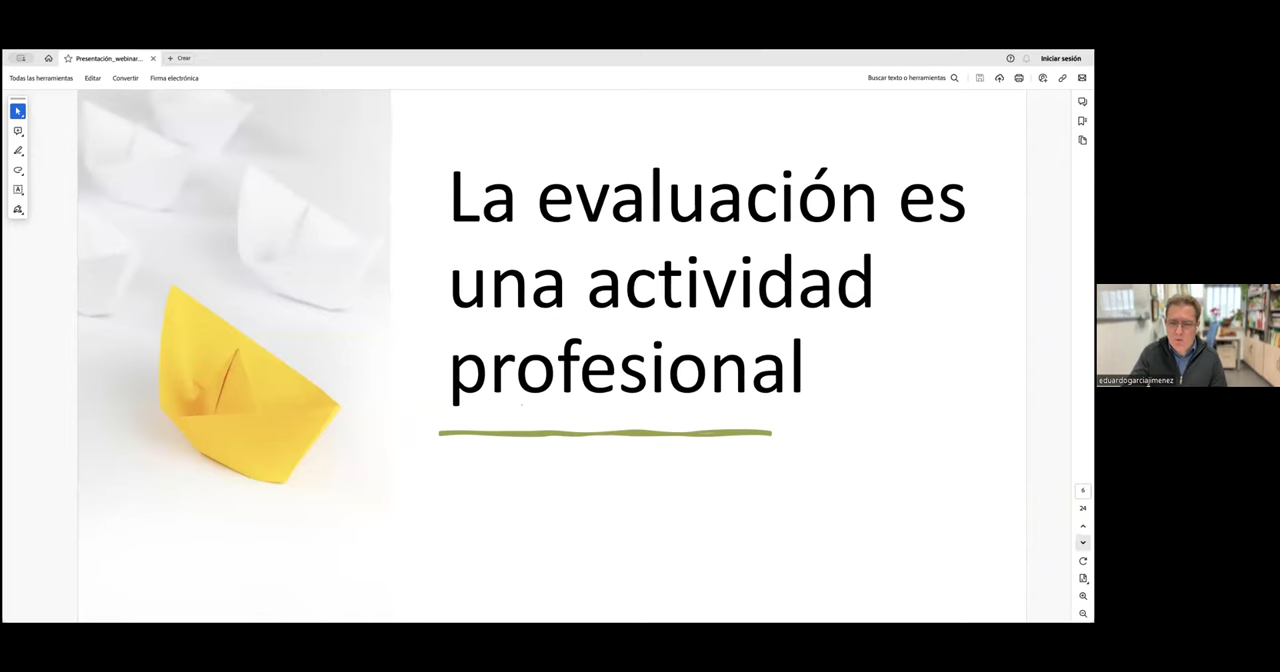 Presentación_webinar...
Crear
Iniciar sesión
Todas las herramientas
Editar
Convertir
Firma electrónica
Buscar texto o herramientas
La evaluación es
una actividad
profesional
eduardogarciajimenez
6
24